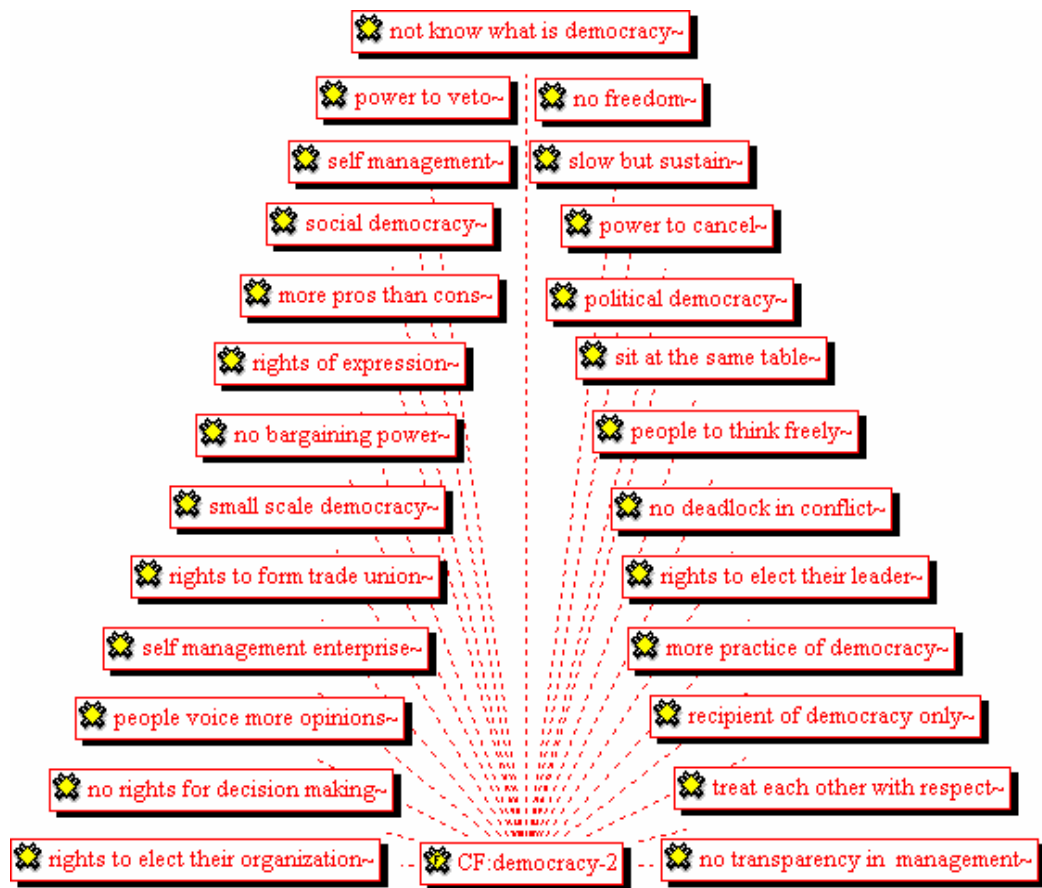 not know what is democracy~
power to veto~
no freedom~
self management~
slow but sustain~
social democracy~
power to cancel~
more pros than cons~
political democracy~
rights of expression~
sit at the same table~
no bargaining power~
people to think freely~
small scale democracy~
no deadlock in conflict~
rights to form trade union~
rights to elect their leader~
self management enterprise~
more practice of democracy~
people voice more opinions~
recipient of democracy only~
no rights for decision making~
treat each other with respect~
rights to elect their organization~
CF:democracy-2
no transparency in management~